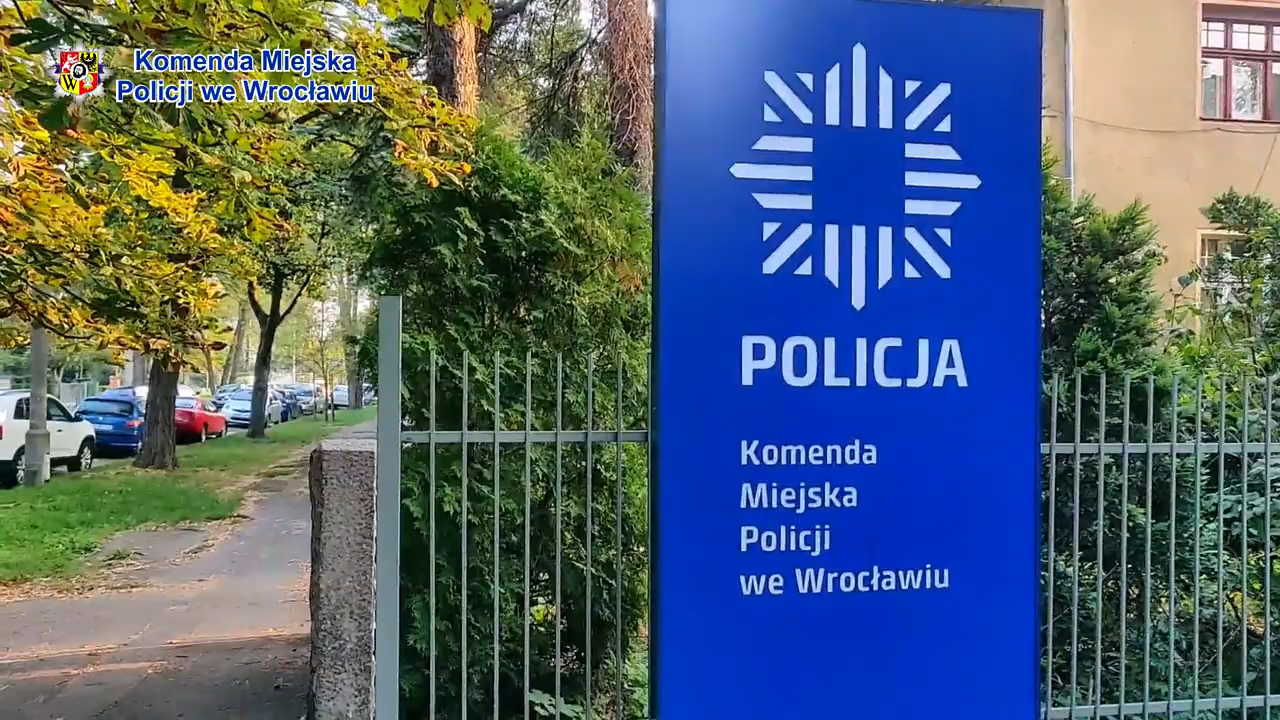 Komenda Miejska
Policji we Wrocławiu
POLICJA
Komenda
Miejska
Policji
we Wrocławiu